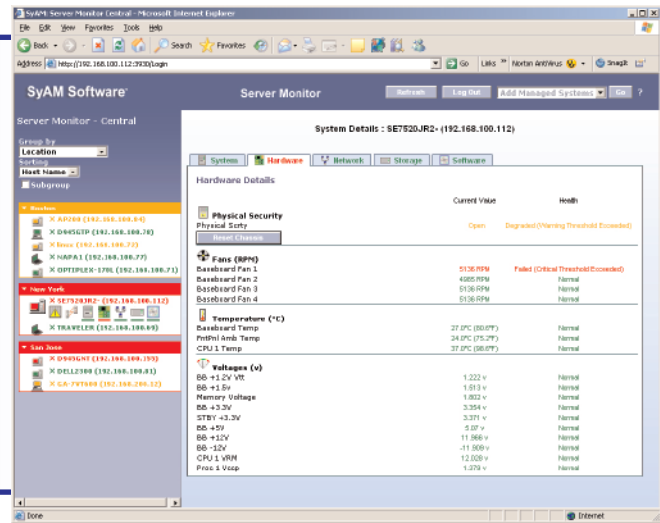 SyAM: Server Monitor Central - Microsoft Internet Explorer
File Edit View Favorites Tools Help
Back Search Favorites
Address http://192.168.100.112:3930/Login Go Links » Norton AntiVirus SnagIt
SyAM Software Server Monitor Refresh Log Out Add Managed Systems Go ?
Server Monitor - Central
Group by
Location
Sorting
Host Name
Subgroup
Boston
× AP200 (192.168.100.64)
× D945GTP (192.168.100.78)
× linux (192.168.100.72)
× NAPA1 (192.168.100.77)
× OPTIPLEX-170L (192.168.100.71)
New York
× SE7520JR2- (192.168.100.112)
× TRAVELER (192.168.100.69)
San Jose
× D945GNT (192.168.100.155)
× DELL2300 (192.168.100.81)
× GA-7VT600 (192.168.200.12)
System Details : SE7520JR2- (192.168.100.112)
System Hardware Network Storage Software
Hardware Details
Current Value Health
Physical Security
Physical Scrty Open Degraded (Warning Threshold Exceeded)
Reset Chassis
Fans (RPM)
Baseboard Fan 1 5136 RPM Failed (Critical Threshold Exceeded)
Baseboard Fan 2 4985 RPM Normal
Baseboard Fan 3 5136 RPM Normal
Baseboard Fan 4 5136 RPM Normal
Temperature (°C)
Baseboard Temp 27.0°C (80.6°F) Normal
FntPnl Amb Temp 24.0°C (75.2°F) Normal
CPU 1 Temp 37.0°C (98.6°F) Normal
Voltages (v)
BB +1.2V Vtt 1.222 v Normal
BB +1.5v 1.513 v Normal
Memory Voltage 1.802 v Normal
BB +3.3V 3.354 v Normal
STBY +3.3V 3.371 v Normal
BB +5V 5.07 v Normal
BB +12V 11.966 v Normal
BB -12V -11.909 v Normal
CPU 1 VRM 12.028 v Normal
Proc 1 Vccp 1.279 v Normal
Done Internet